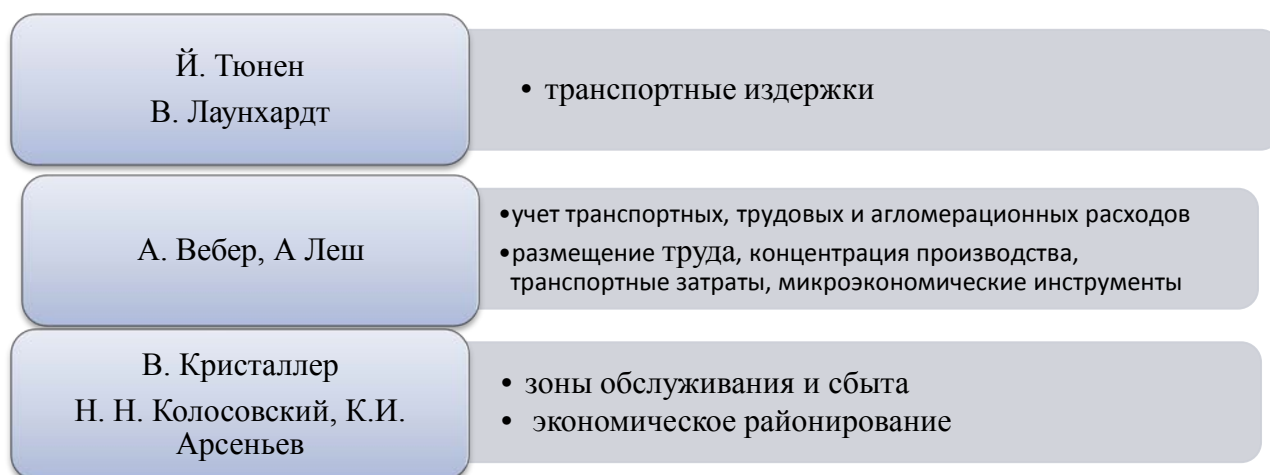 Й. Тюнен
В. Лаунхардт
• транспортные издержки
А. Вебер, А Леш
•учет транспортных, трудовых и агломерационных расходов
•размещение труда, концентрация производства,
транспортные затраты, микроэкономические инструменты
В. Кристаллер
Н. Н. Колосовский, К.И.
Арсеньев
• зоны обслуживания и сбыта
• экономическое районирование